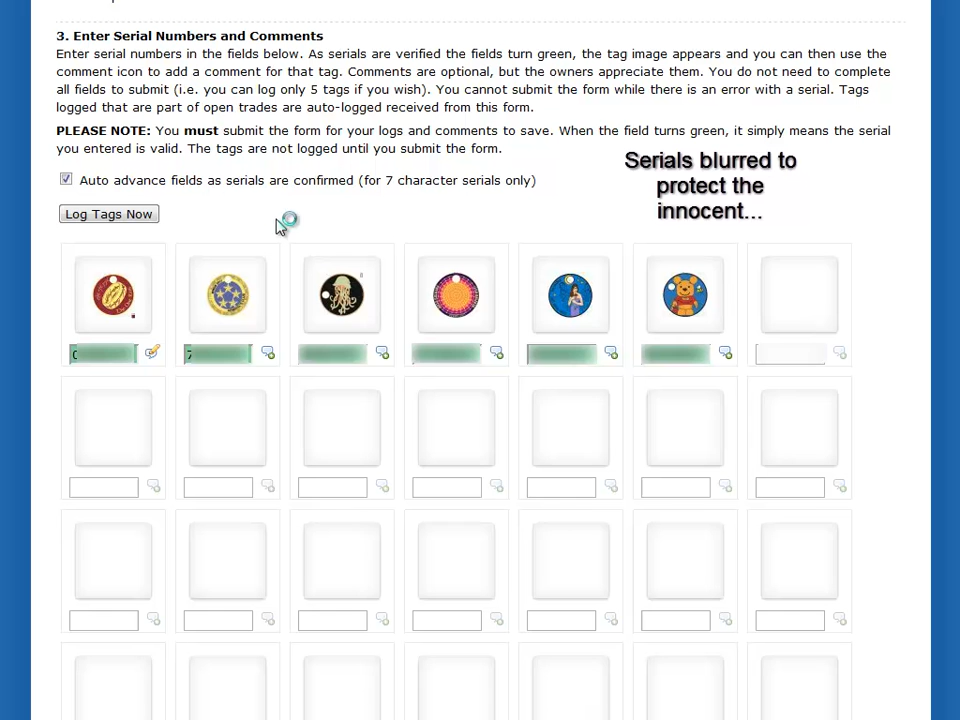 3. Enter Serial Numbers and Comments
Enter serial numbers in the fields below. As serials are verified the fields turn green, the tag image appears and you can then use the
comment icon to add a comment for that tag. Comments are optional, but the owners appreciate them. You do not need to complete
all fields to submit (i.e. you can log only 5 tags if you wish). You cannot submit the form while there is an error with a serial. Tags
logged that are part of open trades are auto-logged received from this form.
PLEASE NOTE: You must submit the form for your logs and comments to save. When the field turns green, it simply means the serial
you entered is valid. The tags are not logged until you submit the form.
Serials blurred to
protect the
innocent...
Auto advance fields as serials are confirmed (for 7 character serials only)
Log Tags Now